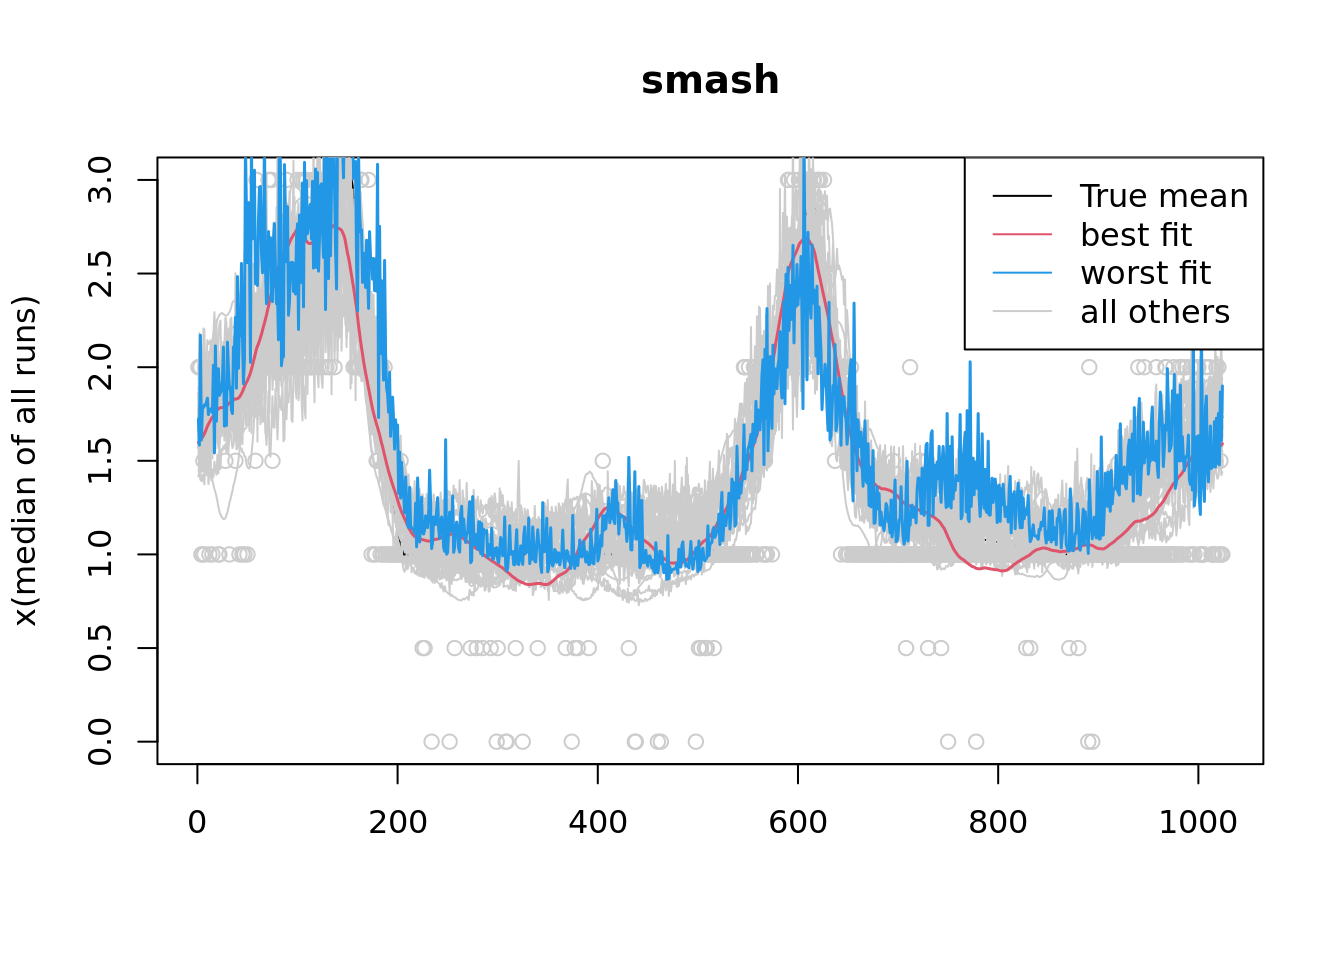 smash
x(median of all runs)
3.0
2.5
2.0
1.5
1.0
0.5
0.0
True mean
best fit
worst fit
all others
0 200 400 600 800 1000